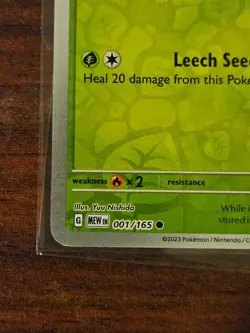 Leech Seed
Heal 20 damage from this Poké
weakness ×2 resistance
Illus. Yuu Nishida
While i
G MEW EN 001/165
stored i
©2023 Pokémon / Nintendo / C